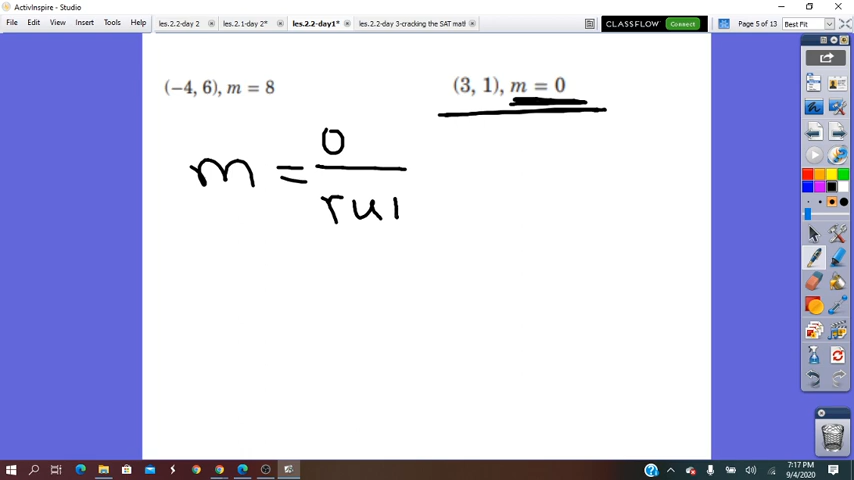 ActivInspire - Studio
File Edit View Insert Tools Help
les.2.2-day 2
les.2.1-day 2*
les.2.2-day1*
les.2.2-day 3-cracking the SAT mat
CLASSFLOW Connect
Page 5 of 13
Best Fit
(−4, 6), m = 8
(3, 1), m = 0
m = 0
rui
7:17 PM
9/4/2020